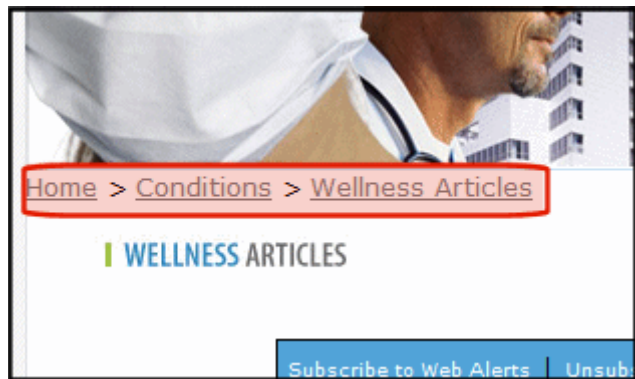 Home > Conditions > Wellness Articles
WELLNESS ARTICLES
Subscribe to Web Alerts |